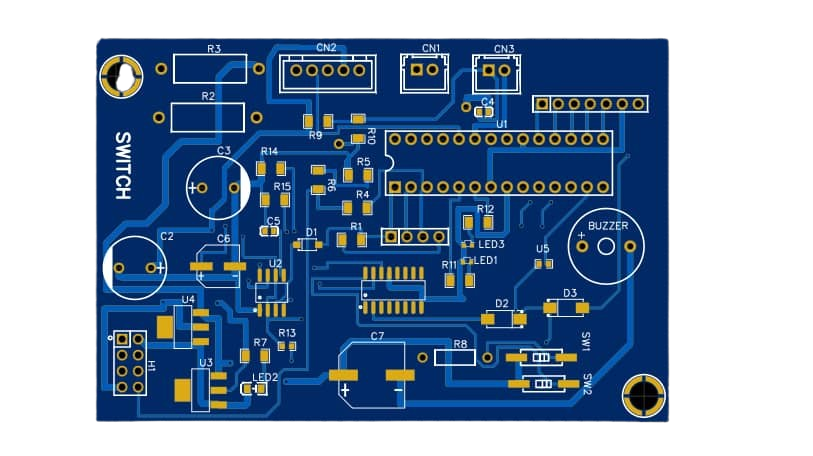 R3
CN2
CN1
CN3
R2
C4
R9
R10
U1
SWITCH
C3
R14
R5
R6
R15
R4
C5
R12
R1
D1
BUZZER
+
C2
C6
LED3
U5
U2
LED1
R11
+
−
U4
D2
D3
R13
R7
C7
R8
SW1
H1
U3
LED2
+
−
SW2